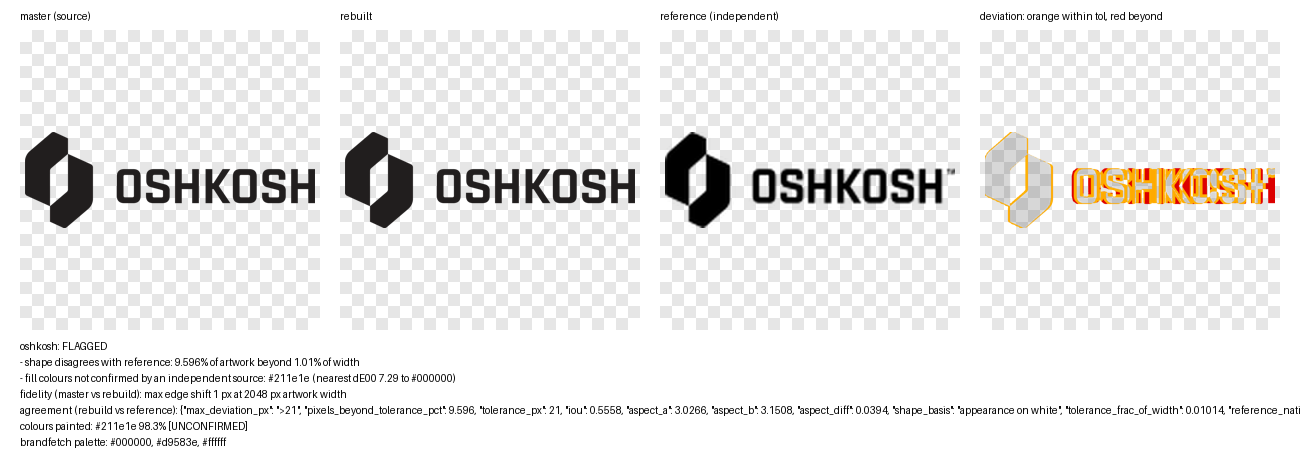 master (source) rebuilt reference (independent) deviation: orange within tol, red beyond
OSHKOSH OSHKOSH OSHKOSH™ OSHKOSH
oshkosh: FLAGGED
- shape disagrees with reference: 9.596% of artwork beyond 1.01% of width
- fill colours not confirmed by an independent source: #211e1e (nearest dE00 7.29 to #000000)
fidelity (master vs rebuild): max edge shift 1 px at 2048 px artwork width
agreement (rebuild vs reference): {"max_deviation_px": ">21", "pixels_beyond_tolerance_pct": 9.596, "tolerance_px": 21, "iou": 0.5558, "aspect_a": 3.0266, "aspect_b": 3.1508, "aspect_diff": 0.0394, "shape_basis": "appearance on white", "tolerance_frac_of_width": 0.01014, "reference_nati
colours painted: #211e1e 98.3% [UNCONFIRMED]
brandfetch palette: #000000, #d9583e, #ffffff